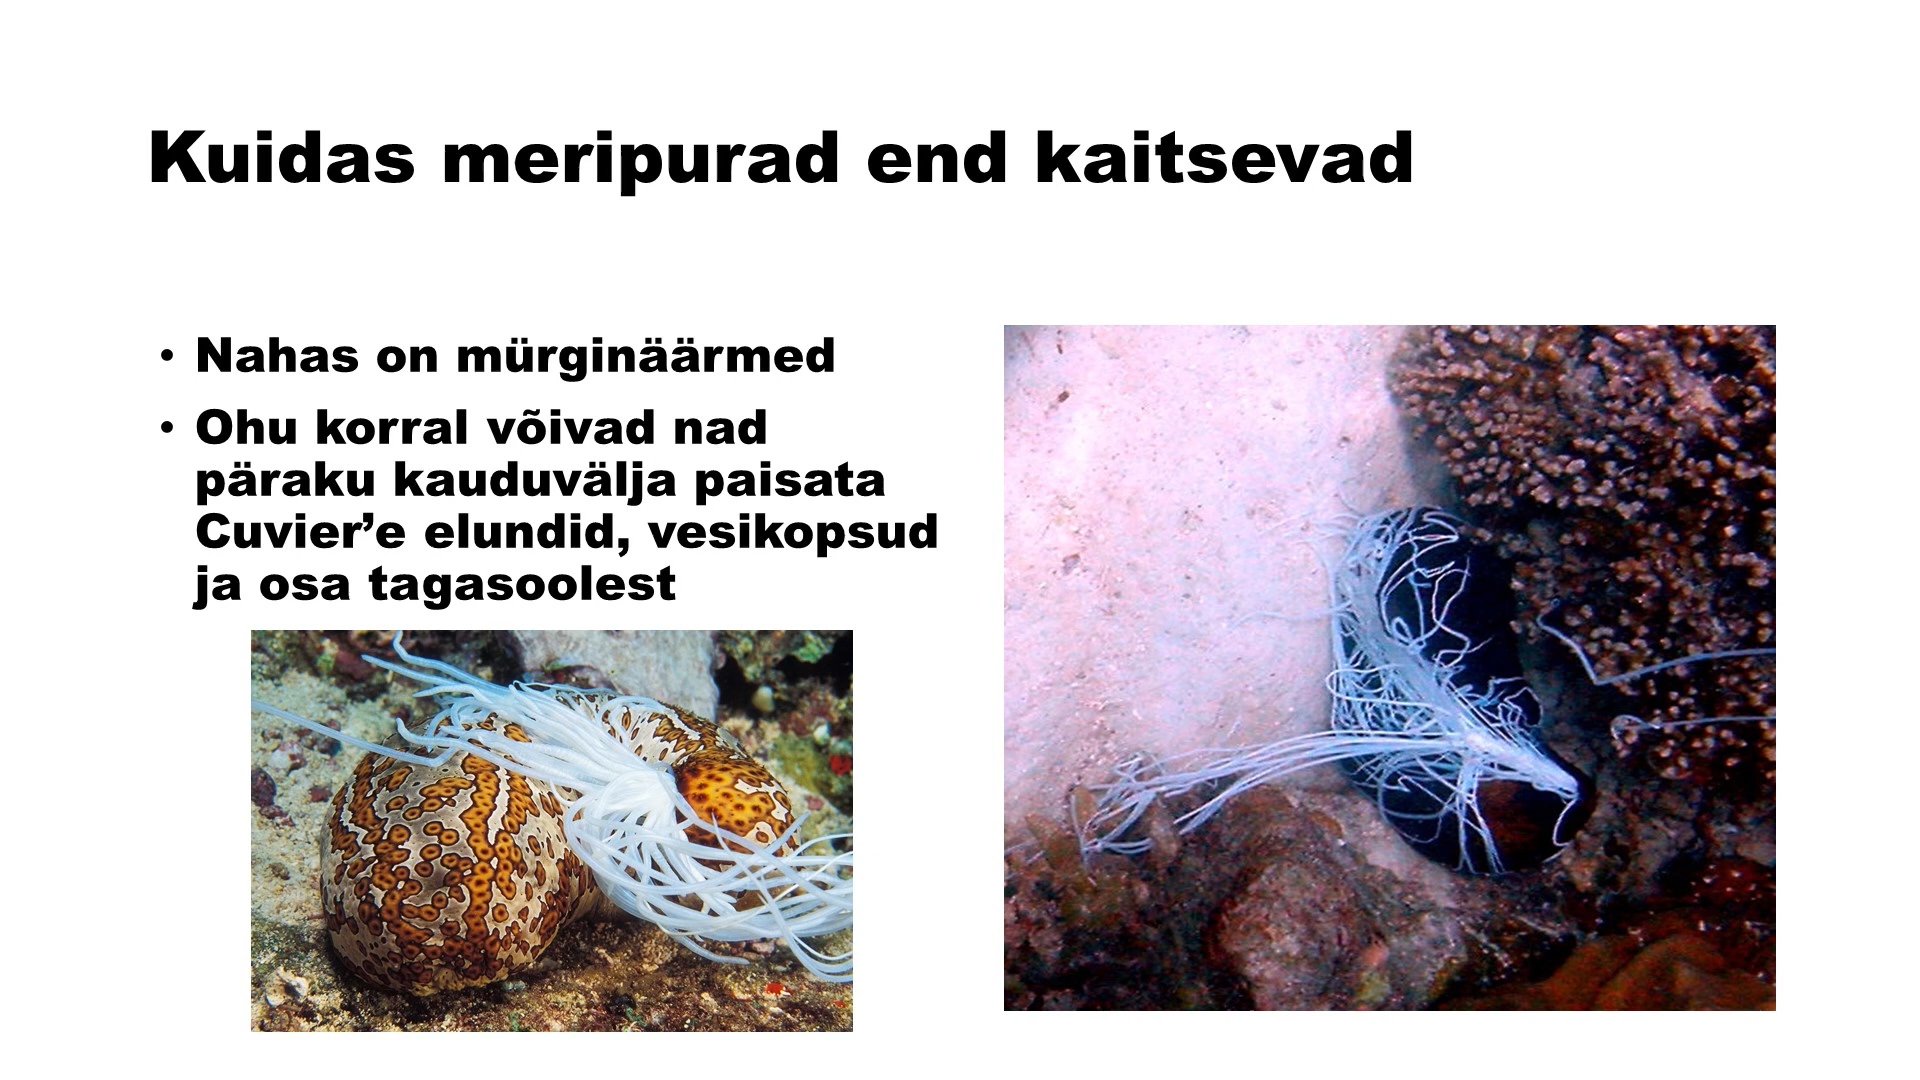 Kuidas meripurad end kaitsevad
• Nahas on mürginäärmed
• Ohu korral võivad nad
päraku kauduvälja paisata
Cuvier’e elundid, vesikopsud
ja osa tagasoolest